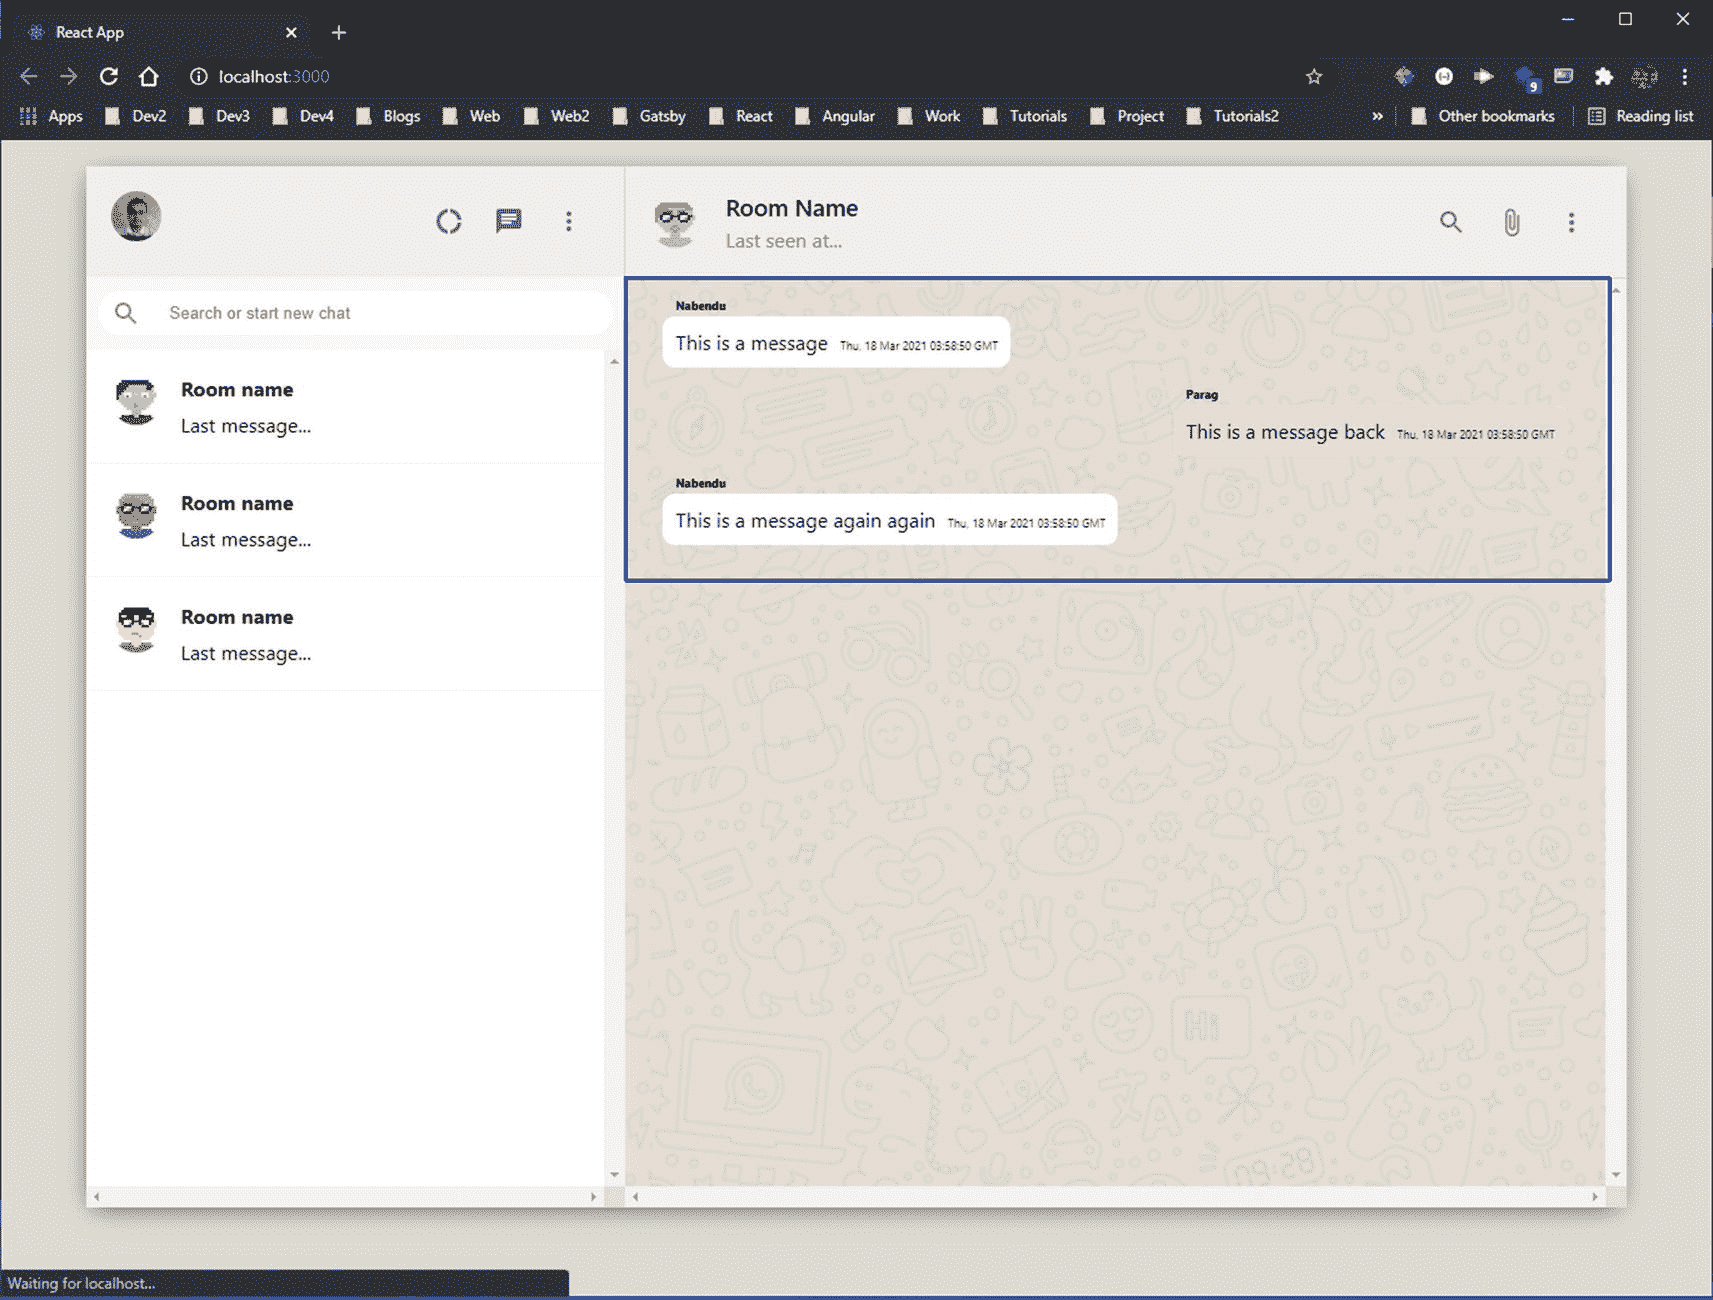 React App
localhost:3000
9
Apps Dev2 Dev3 Dev4 Blogs Web Web2 Gatsby React Angular Work Tutorials Project Tutorials2 » Other bookmarks Reading list
Room Name
Last seen at...
Search or start new chat
Room name
Last message...
Room name
Last message...
Room name
Last message...
Nabendu
This is a message Thu, 18 Mar 2021 03:58:50 GMT
Parag
This is a message back Thu, 18 Mar 2021 03:58:50 GMT
Nabendu
This is a message again again Thu, 18 Mar 2021 03:58:50 GMT
Hi
09:28
Waiting for localhost...